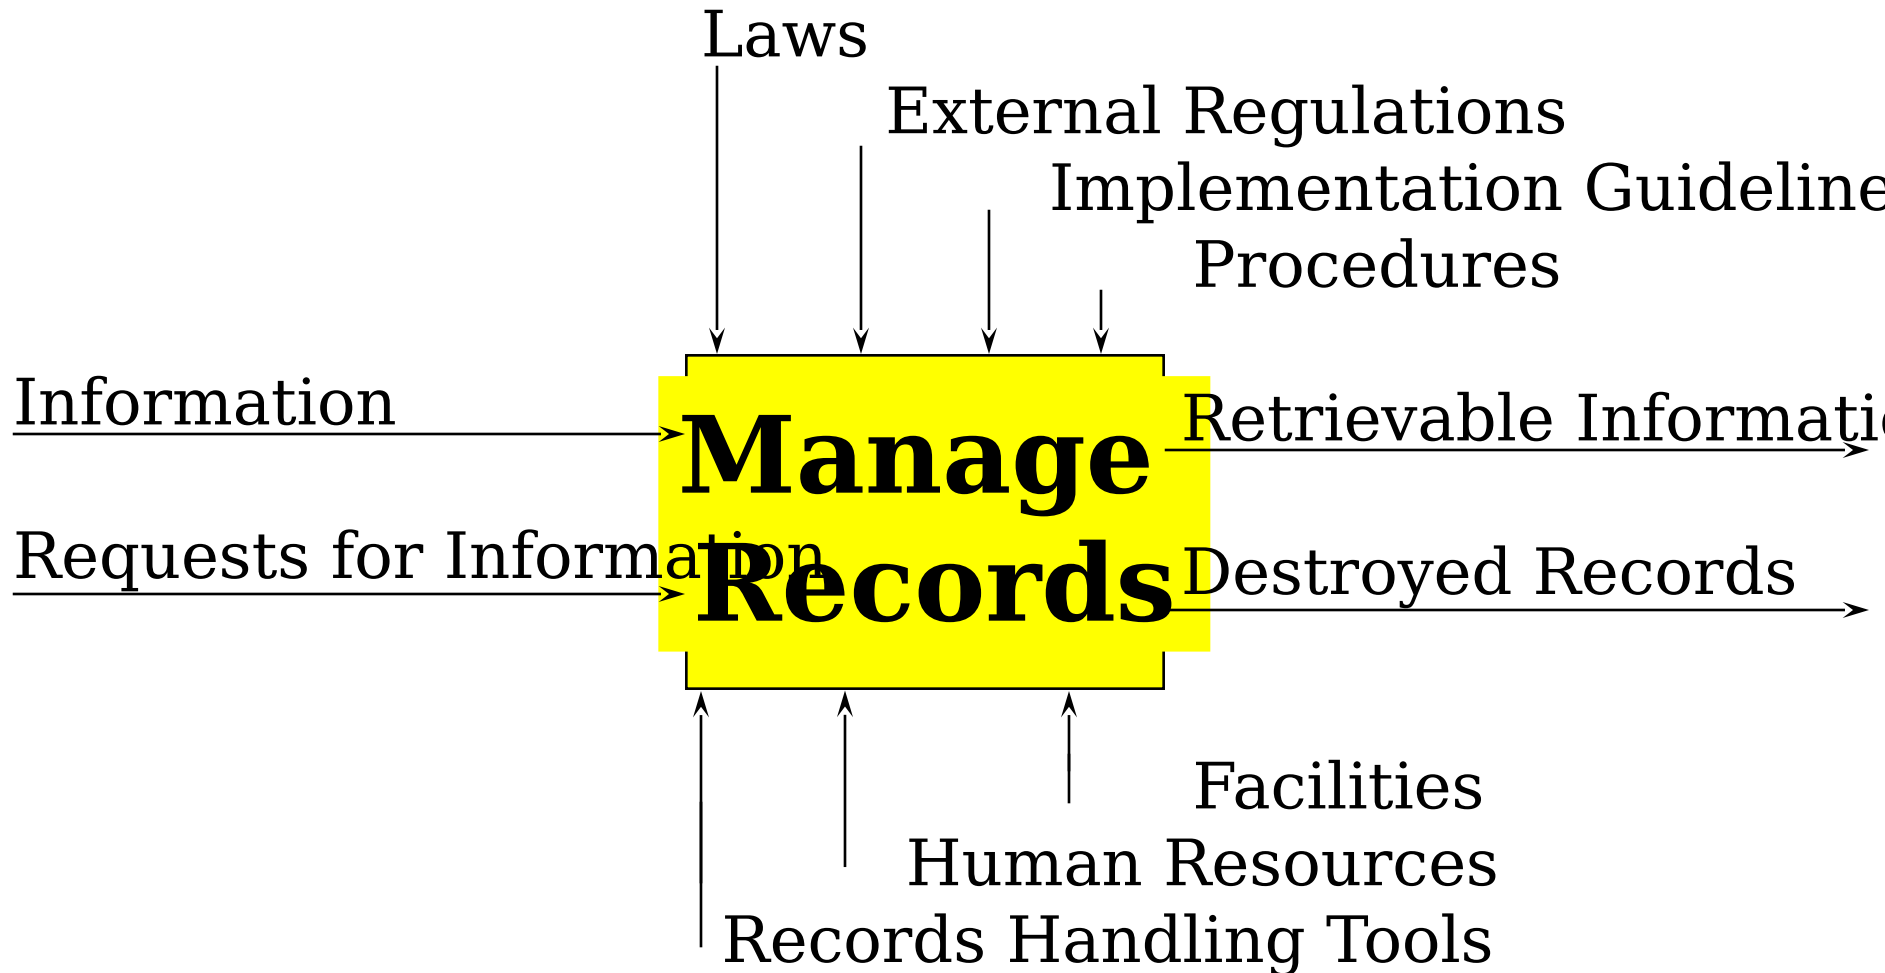 Laws
External Regulations
Implementation Guideline
Procedures
Information
Retrievable Informatio
Manage
Requests for Information
Records
Destroyed Records
Facilities
Human Resources
Records Handling Tools